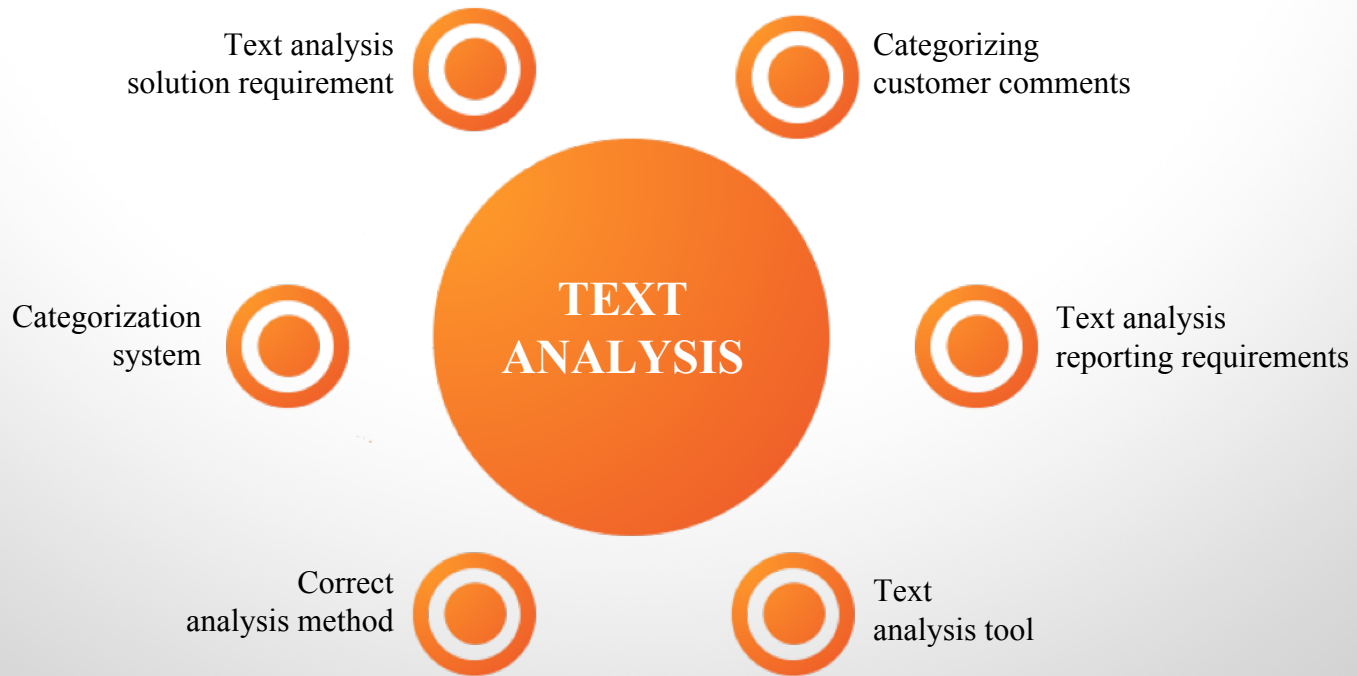 Text analysis
solution requirement
Categorizing
customer comments
Categorization
system
TEXT
ANALYSIS
Text analysis
reporting requirements
Correct
analysis method
Text
analysis tool